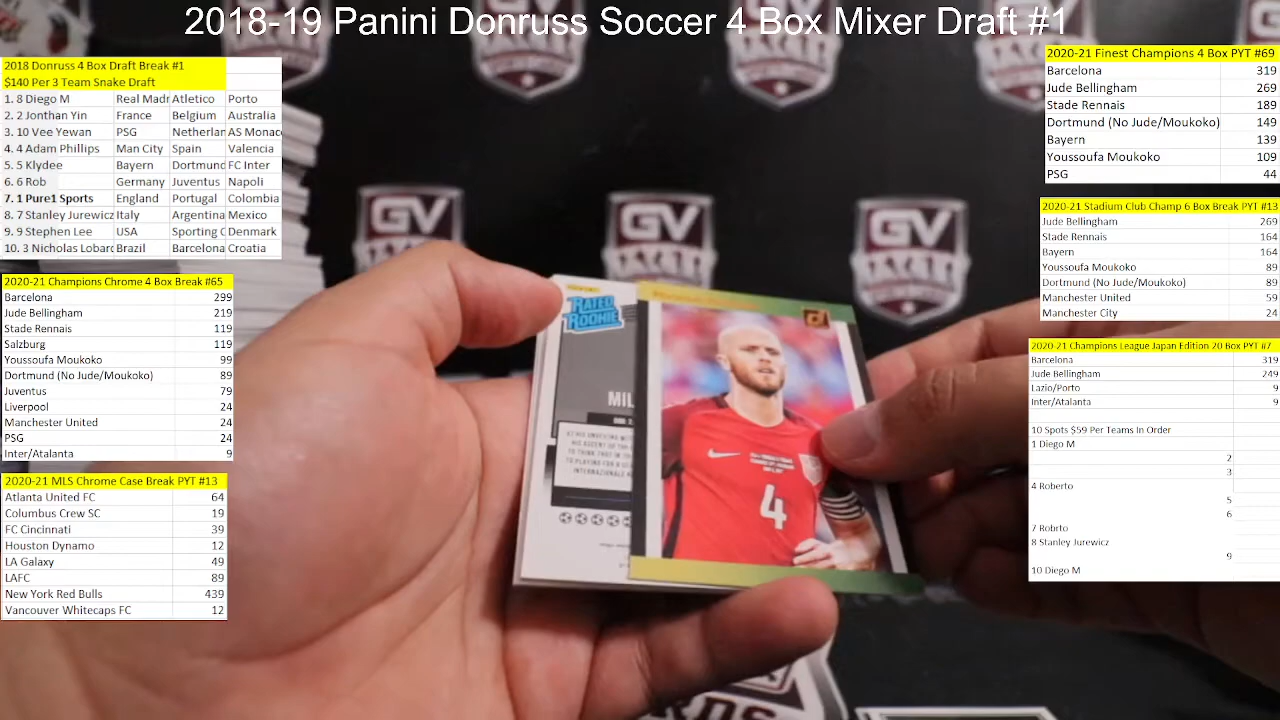 2018-19 Panini Donruss Soccer 4 Box Mixer Draft #1
2018 Donruss 4 Box Draft Break #1
$140 Per 3 Team Snake Draft
1. 8 Diego M Real Madr Atletico Porto
2. 2 Jonthan Yin France Belgium Australia
3. 10 Vee Yewan PSG Netherlan AS Monac
4. 4 Adam Phillips Man City Spain Valencia
5. 5 Klydee Bayern Dortmund FC Inter
6. 6 Rob Germany Juventus Napoli
7. 1 Pure1 Sports England Portugal Colombia
8. 7 Stanley Jurewicz Italy Argentina Mexico
9. 9 Stephen Lee USA Sporting C Denmark
10. 3 Nicholas Lobard Brazil Barcelona Croatia
2020-21 Champions Chrome 4 Box Break #65
Barcelona 299
Jude Bellingham 219
Stade Rennais 119
Salzburg 119
Youssoufa Moukoko 99
Dortmund (No Jude/Moukoko) 89
Juventus 79
Liverpool 24
Manchester United 24
PSG 24
Inter/Atalanta 9
2020-21 MLS Chrome Case Break PYT #13
Atlanta United FC 64
Columbus Crew SC 19
FC Cincinnati 39
Houston Dynamo 12
LA Galaxy 49
LAFC 89
New York Red Bulls 439
Vancouver Whitecaps FC 12
2020-21 Finest Champions 4 Box PYT #69
Barcelona 319
Jude Bellingham 269
Stade Rennais 189
Dortmund (No Jude/Moukoko) 149
Bayern 139
Youssoufa Moukoko 109
PSG 44
2020-21 Stadium Club Champ 6 Box Break PYT #13
Jude Bellingham 269
Stade Rennais 164
Bayern 164
Youssoufa Moukoko 89
Dortmund (No Jude/Moukoko) 89
Manchester United 59
Manchester City 24
2020-21 Champions League Japan Edition 20 Box PYT #7
Barcelona 319
Jude Bellingham 249
Lazio/Porto 9
Inter/Atalanta 9
10 Spots $59 Per Teams In Order
1 Diego M
2
3
4 Roberto
5
6
7 Robrto
8 Stanley Jurewicz
9
10 Diego M
GV
GV
GV
RATED
ROOKIE
MIL
4